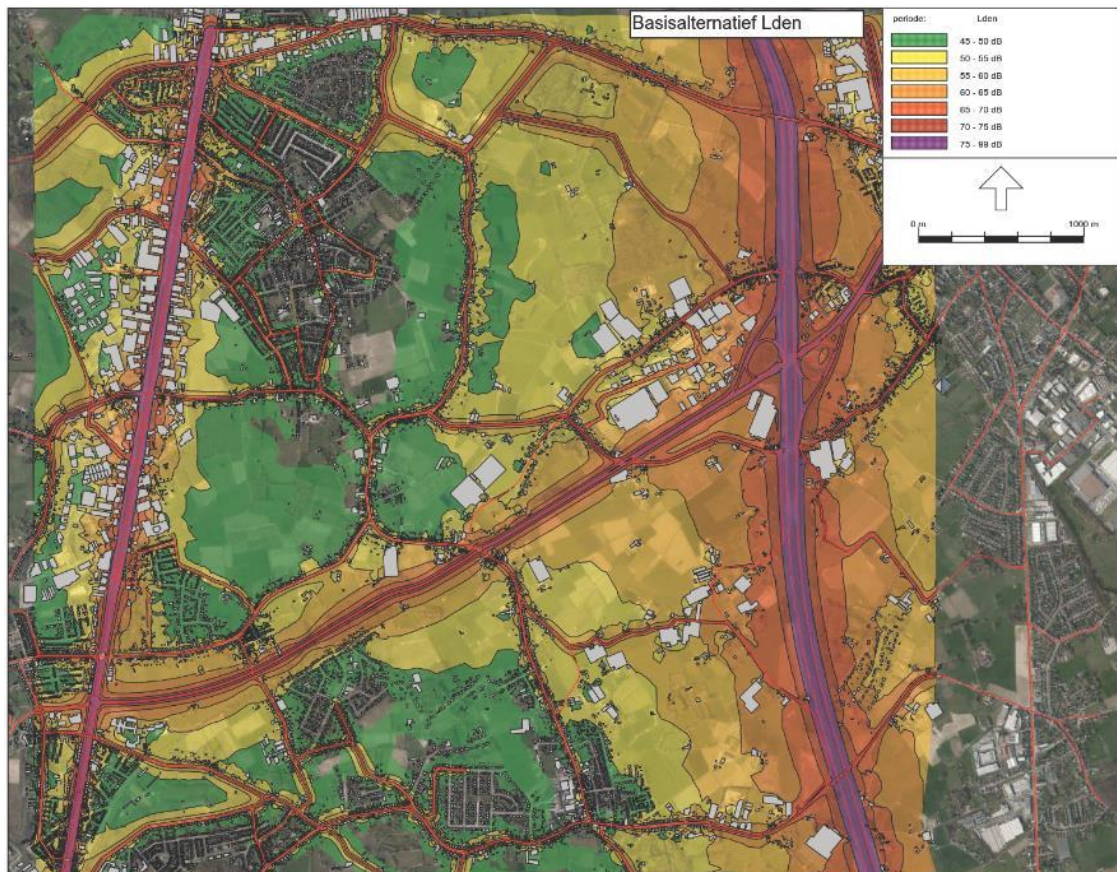 Basisalternatief Lden
periode: Lden
45 - 50 dB
50 - 55 dB
55 - 60 dB
60 - 65 dB
65 - 70 dB
70 - 75 dB
75 - 99 dB
0 m 1000 m